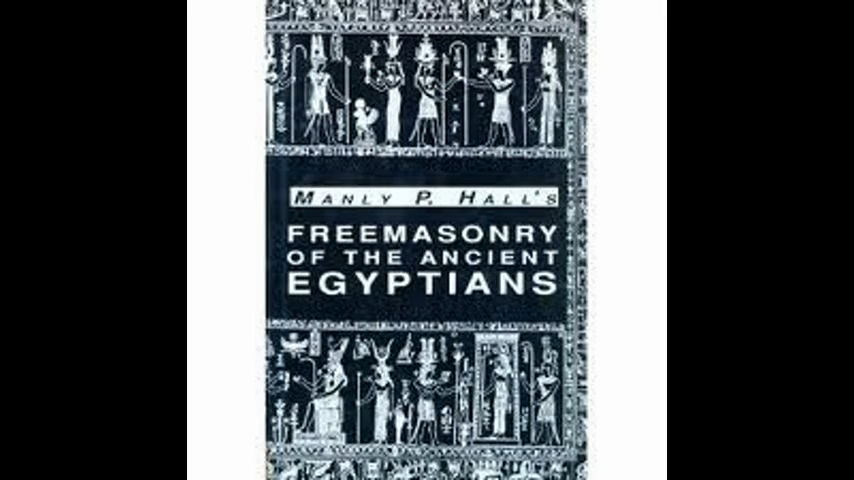 MANLY P. HALL'S
FREEMASONRY
OF THE ANCIENT
EGYPTIANS